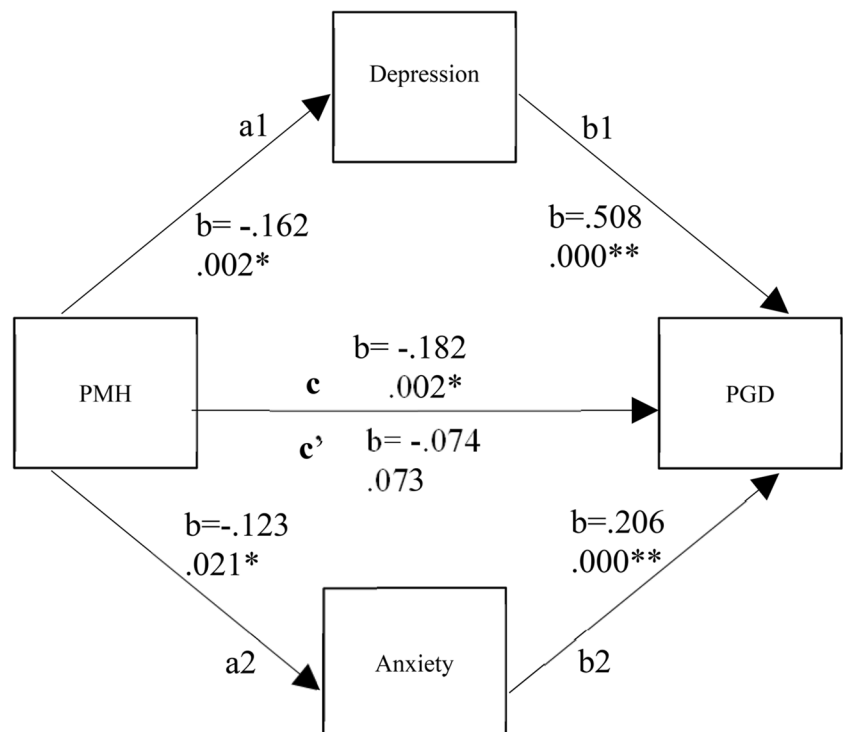 Depression
a1
b1
b= -.162
.002*
b=.508
.000**
PMH
b= -.182
c
.002*
PGD
c’
b= -.074
.073
b=-.123
.021*
b=.206
.000**
a2
Anxiety
b2